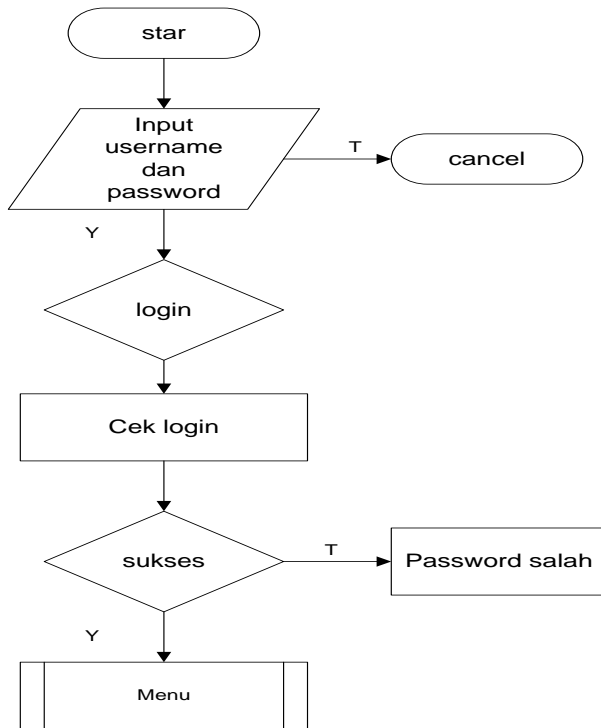 star
Input
username
dan
password
T
cancel
Y
login
Cek login
sukses
T
Password salah
Y
Menu